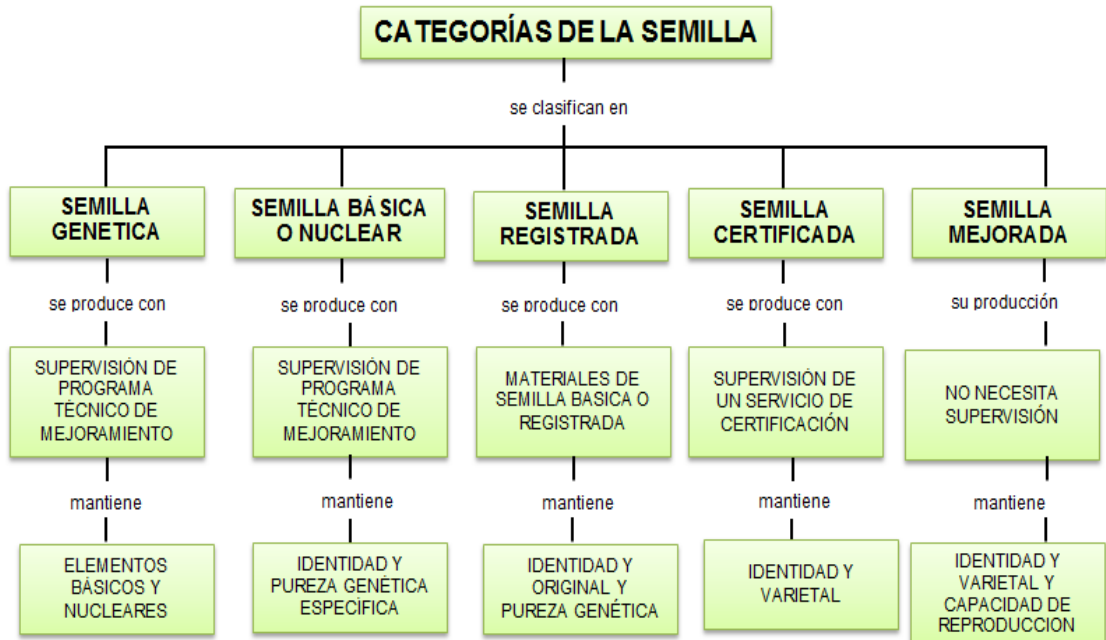 CATEGORÍAS DE LA SEMILLA
se clasifican en
SEMILLA
GENETICA
SEMILLA BÁSICA
O NUCLEAR
SEMILLA
REGISTRADA
SEMILLA
CERTIFICADA
SEMILLA
MEJORADA
se produce con
se produce con
se produce con
se produce con
su producción
SUPERVISIÓN DE
PROGRAMA
TÉCNICO DE
MEJORAMIENTO
SUPERVISIÓN DE
PROGRAMA
TÉCNICO DE
MEJORAMIENTO
MATERIALES DE
SEMILLA BASICA O
REGISTRADA
SUPERVISIÓN DE
UN SERVICIO DE
CERTIFICACIÓN
NO NECESITA
SUPERVISIÓN
mantiene
mantiene
mantiene
mantiene
mantiene
ELEMENTOS
BÁSICOS Y
NUCLEARES
IDENTIDAD Y
PUREZA GENÉTICA
ESPECÍFICA
IDENTIDAD Y
ORIGINAL Y
PUREZA GENÉTICA
IDENTIDAD Y
VARIETAL
IDENTIDAD Y
VARIETAL Y
CAPACIDAD DE
REPRODUCCION